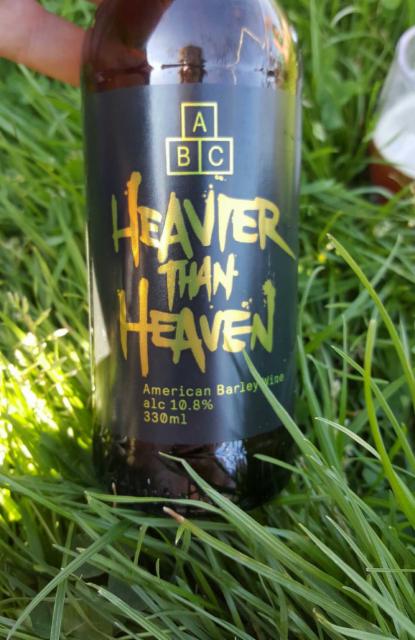 A
B C
HEAVIER
THAN
HEAVEN
American Barley Wine
alc 10.8%
330ml